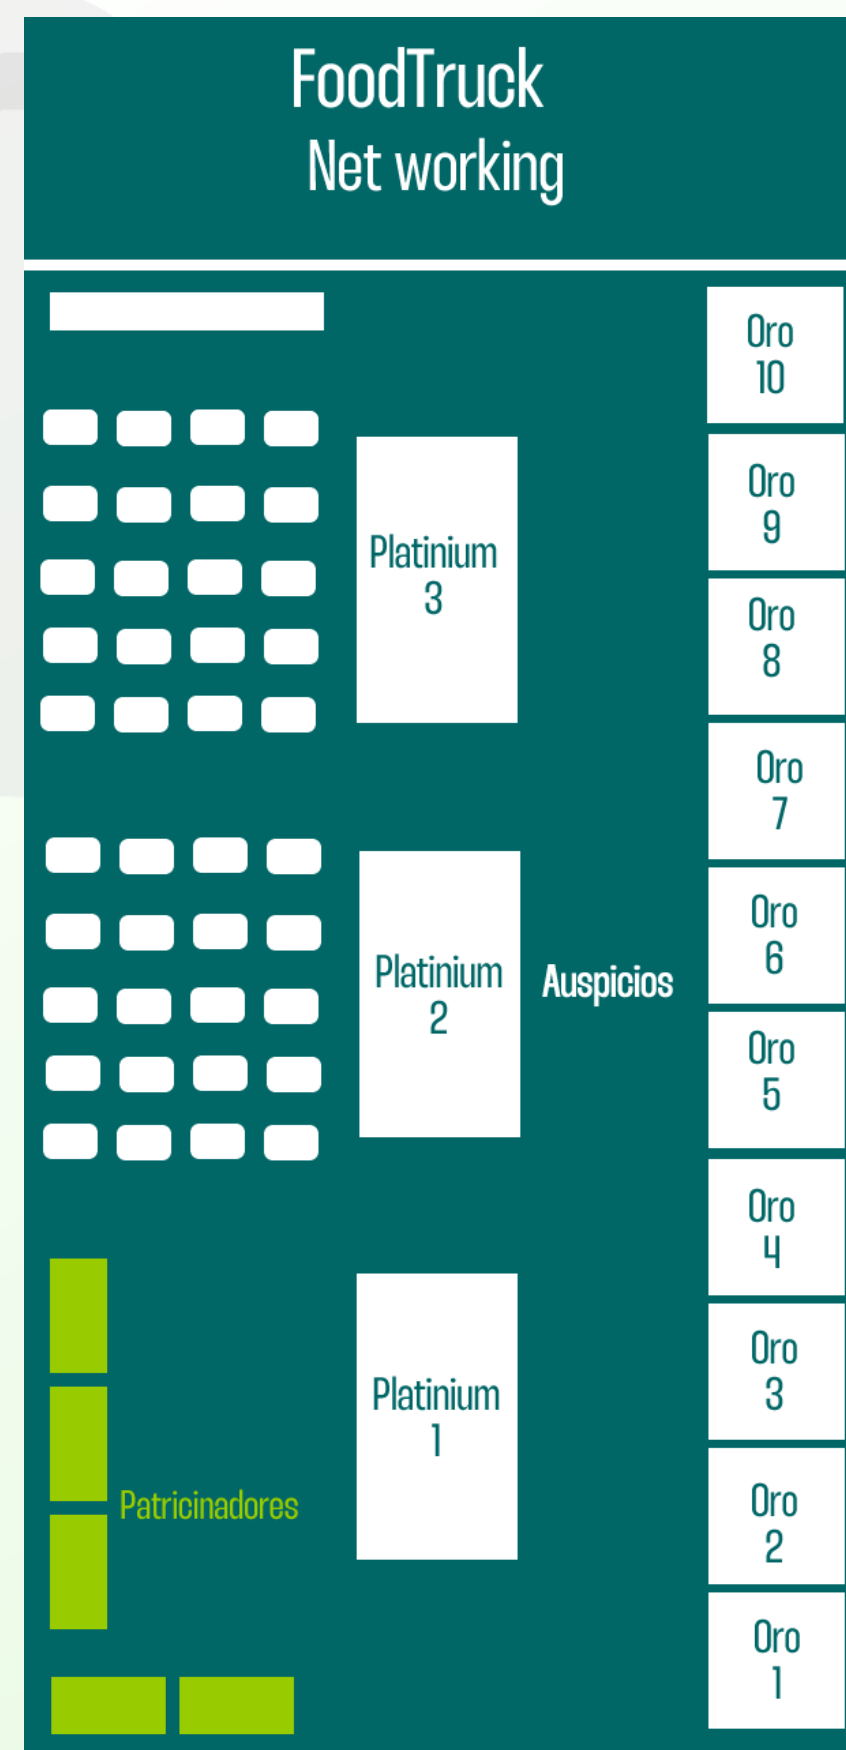 FoodTruck
Net working
Oro
10
Oro
9
Platinium
3
Oro
8
Oro
7
Oro
6
Platinium
2
Auspicios
Oro
5
Oro
4
Oro
3
Platinium
1
Patricinadores
Oro
2
Oro
1